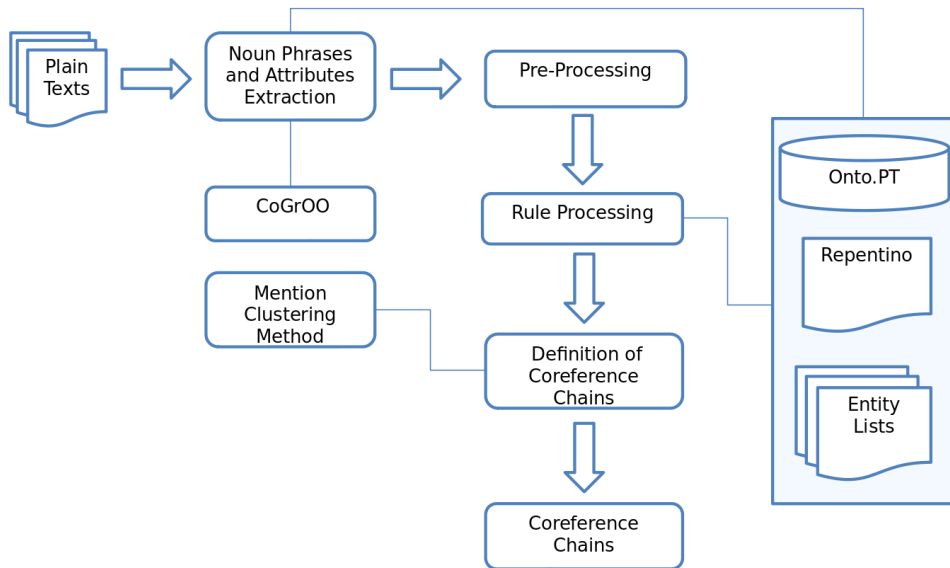 Plain
Texts
Noun Phrases
and Attributes
Extraction
Pre-Processing
CoGrOO
Rule Processing
Mention
Clustering
Method
Definition of
Coreference
Chains
Coreference
Chains
Onto.PT
Repentino
Entity
Lists